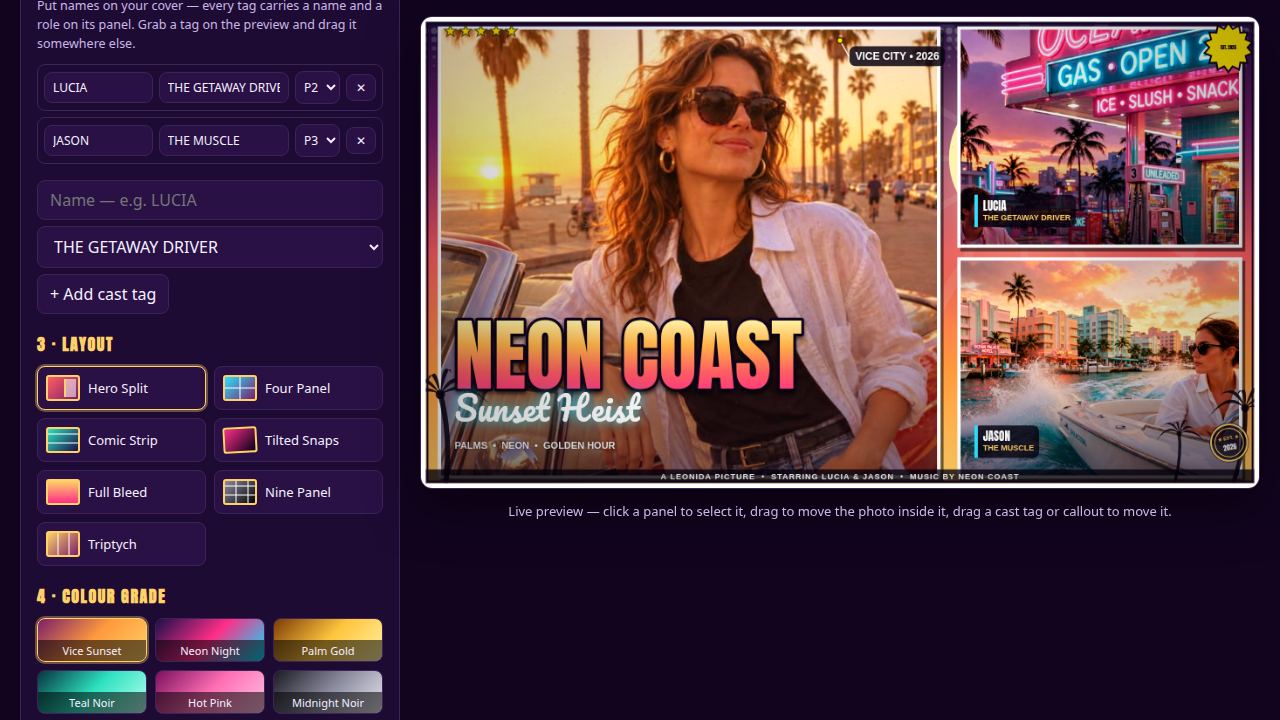 Put names on your cover — every tag carries a name and a
role on its panel. Grab a tag on the preview and drag it
somewhere else.
LUCIA THE GETAWAY DRIVE P2 ✕
JASON THE MUSCLE P3 ✕
Name — e.g. LUCIA
THE GETAWAY DRIVER
+ Add cast tag
3 · LAYOUT
Hero Split Four Panel
Comic Strip Tilted Snaps
Full Bleed Nine Panel
Triptych
4 · COLOUR GRADE
Vice Sunset Neon Night Palm Gold
Teal Noir Hot Pink Midnight Noir
VICE CITY • 2026
NEON COAST
Sunset Heist
PALMS • NEON • GOLDEN HOUR
GAS • OPEN 2
ICE • SLUSH • SNACK
3 UNLEADED
LUCIA
THE GETAWAY DRIVER
JASON
THE MUSCLE
2026
A LEONIDA PICTURE • STARRING LUCIA & JASON • MUSIC BY NEON COAST
Live preview — click a panel to select it, drag to move the photo inside it, drag a cast tag or callout to move it.